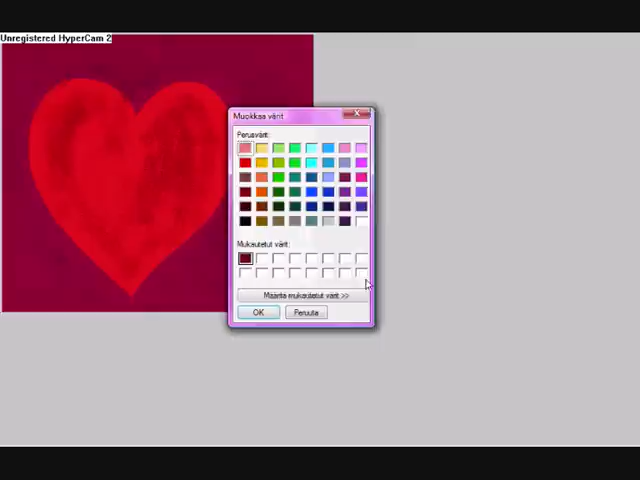 Unregistered HyperCam 2
Muokkaa värit
Perusvärit:
Mukautetut värit:
Määritä mukautetut värit >>
OK
Peruuta